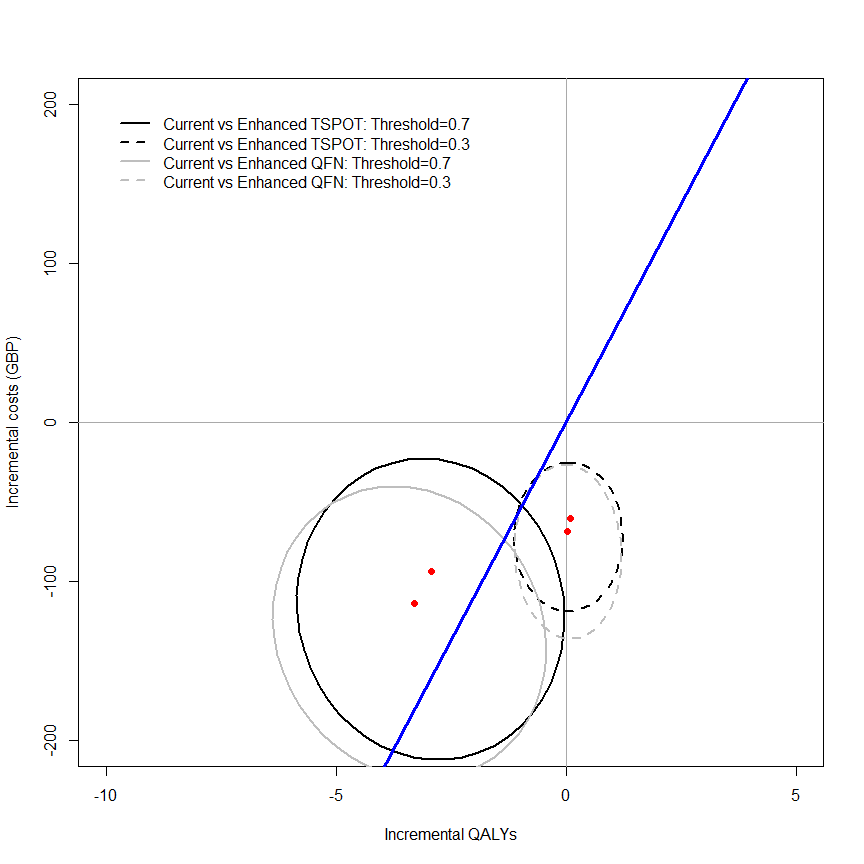 Current vs Enhanced TSPOT: Threshold=0.7
Current vs Enhanced TSPOT: Threshold=0.3
Current vs Enhanced QFN: Threshold=0.7
Current vs Enhanced QFN: Threshold=0.3
Incremental costs (GBP)
200
100
0
-100
-200
-10
-5
0
5
Incremental QALYs